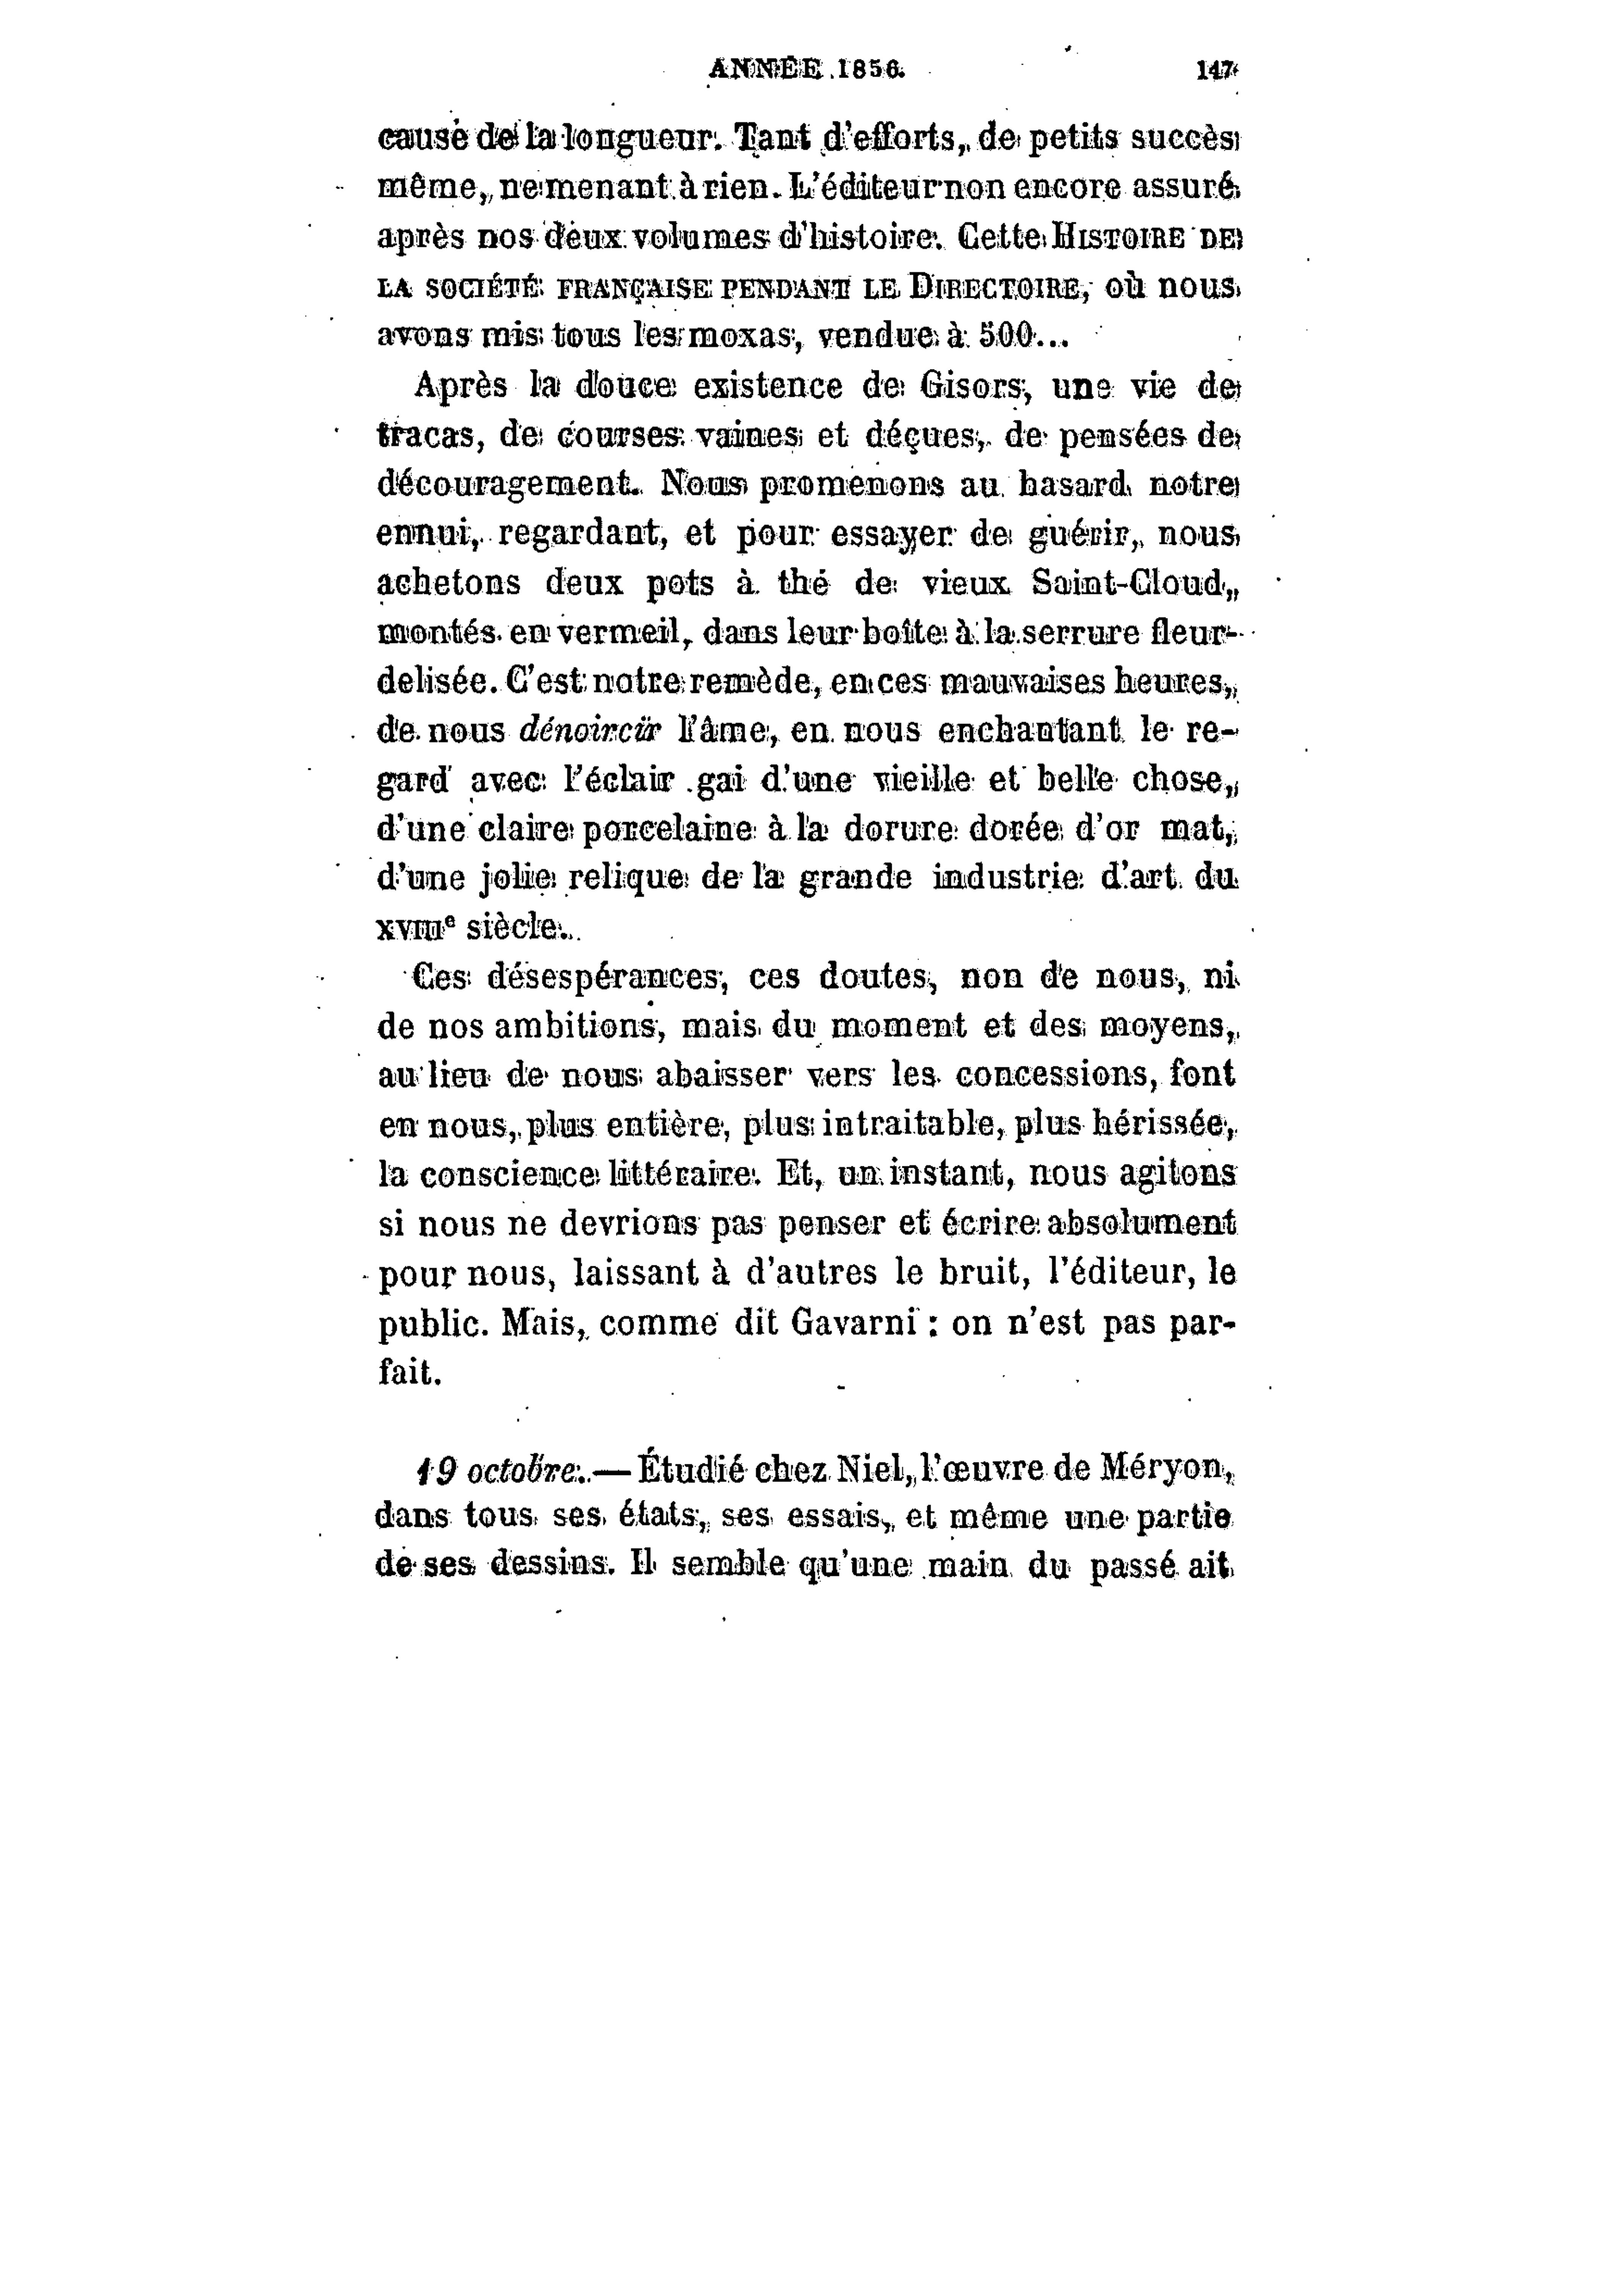 ANNÉE 1856. 147
cause de la longueur. Tant d'efforts, de petits succès
même, ne menant à rien. L'éditeur non encore assuré
après nos deux volumes d'histoire. Cette HISTOIRE DE
LA SOCIÉTÉ FRANÇAISE PENDANT LE DIRECTOIRE, où nous
avons mis tous les moxas, vendue à 500...
Après la douce existence de Gisors, une vie de
tracas, de courses vaines et déçues, de pensées de
découragement. Nous promenons au hasard notre
ennui, regardant, et pour essayer de guérir, nous
achetons deux pots à thé de vieux Saint-Cloud,
montés en vermeil, dans leur boîte à la serrure fleur-
delisée. C'est notre remède, en ces mauvaises heures,
de nous dénoircir l'âme, en nous enchantant le re-
gard avec l'éclair gai d'une vieille et belle chose,
d'une claire porcelaine à la dorure dorée d'or mat,
d'une jolie relique de la grande industrie d'art du
XVIIIe siècle.
Ces désespérances, ces doutes, non de nous, ni
de nos ambitions, mais du moment et des moyens,
au lieu de nous abaisser vers les concessions, font
en nous, plus entière, plus intraitable, plus hérissée,
la conscience littéraire. Et, un instant, nous agitons
si nous ne devrions pas penser et écrire absolument
pour nous, laissant à d'autres le bruit, l'éditeur, le
public. Mais, comme dit Gavarni : on n'est pas par-
fait.
19 octobre. — Étudié chez Niel, l'œuvre de Méryon,
dans tous ses états, ses essais, et même une partie
de ses dessins. Il semble qu'une main du passé ait